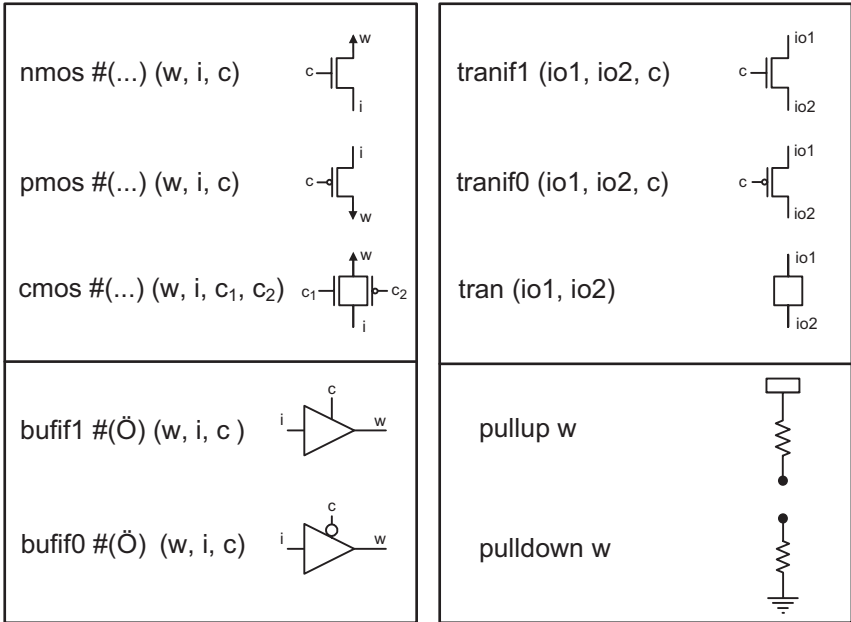 nmos #(...) (w, i, c)
w
c
i
pmos #(...) (w, i, c)
i
c
w
cmos #(...) (w, i, c₁, c₂)
w
c₁
c₂
i
bufif1 #(Ö) (w, i, c )
c
i
w
bufif0 #(Ö) (w, i, c)
c
i
w
tranif1 (io1, io2, c)
io1
c
io2
tranif0 (io1, io2, c)
io1
c
io2
tran (io1, io2)
io1
io2
pullup w
pulldown w